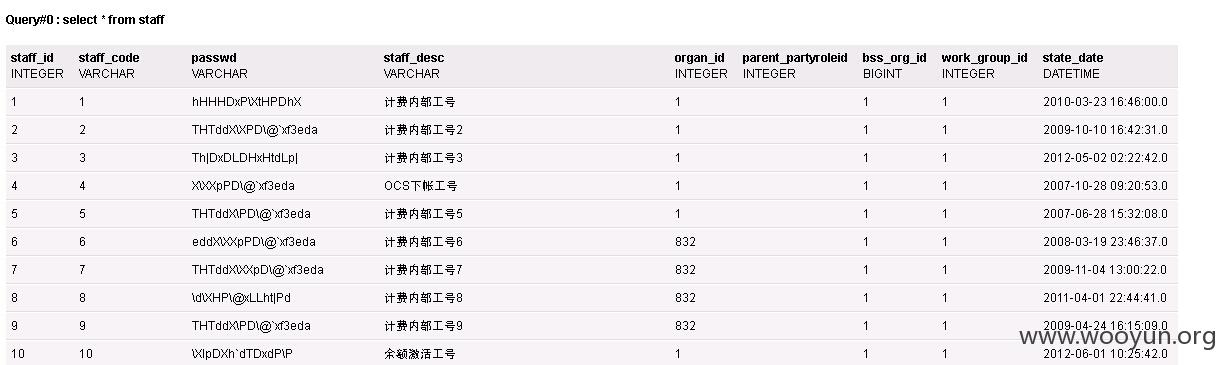 Query#0 : select * from staff
staff_id staff_code passwd staff_desc organ_id parent_partyroleid bss_org_id work_group_id state_date
INTEGER VARCHAR VARCHAR VARCHAR INTEGER INTEGER BIGINT INTEGER DATETIME
1 1 hHHHDxP\XtHPDhX 计费内部工号 1 1 1 2010-03-23 16:46:00.0
2 2 THTddX\XPD\@`xf3eda 计费内部工号2 1 1 1 2009-10-10 16:42:31.0
3 3 Th|DxDLDHxHtdLp| 计费内部工号3 1 1 1 2012-05-02 02:22:42.0
4 4 X\XXpPD\@`xf3eda OCS下帐工号 1 1 1 2007-10-28 09:20:53.0
5 5 THTddX\PD\@`xf3eda 计费内部工号5 1 1 1 2007-06-28 15:32:08.0
6 6 eddX\XXpPD\@`xf3eda 计费内部工号6 832 1 1 2008-03-19 23:46:37.0
7 7 THTddX\XXpD\@`xf3eda 计费内部工号7 832 1 1 2009-11-04 13:00:22.0
8 8 \d\XHP\@xLLht|Pd 计费内部工号8 832 1 1 2011-04-01 22:44:41.0
9 9 THTddX\PD\@`xf3eda 计费内部工号9 832 1 1 2009-04-24 16:15:09.0
www.wooyun.org
10 10 \XlpDXh`dTDxdP\P 余额激活工号 1 1 1 2012-06-01 10:25:42.0